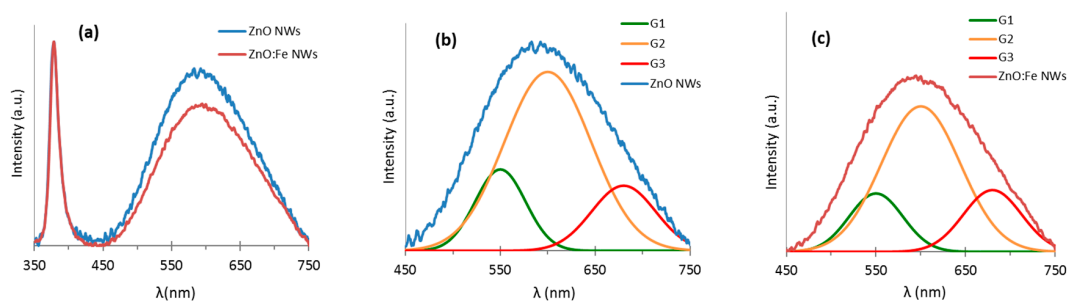 (a)
ZnO NWs
ZnO:Fe NWs
Intensity (a.u.)
350 450 550 650 750
λ(nm)
(b)
G1
G2
G3
ZnO NWs
Intensity (a.u.)
450 550 650 750
λ (nm)
(c)
G1
G2
G3
ZnO:Fe NWs
Intensity (a.u.)
450 550 650 750
λ (nm)